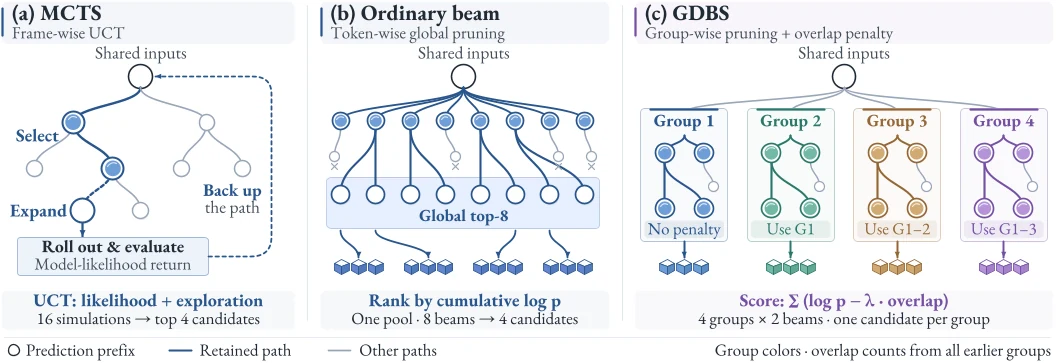 (a) MCTS
Frame-wise UCT
Shared inputs
Select
Expand
Back up
the path
Roll out & evaluate
Model-likelihood return
UCT: likelihood + exploration
16 simulations → top 4 candidates
(b) Ordinary beam
Token-wise global pruning
Shared inputs
Global top-8
Rank by cumulative log p
One pool · 8 beams → 4 candidates
(c) GDBS
Group-wise pruning + overlap penalty
Shared inputs
Group 1
Group 2
Group 3
Group 4
No penalty
Use G1
Use G1–2
Use G1–3
Score: Σ (log p − λ · overlap)
4 groups × 2 beams · one candidate per group
Prediction prefix
Retained path
Other paths
Group colors · overlap counts from all earlier groups